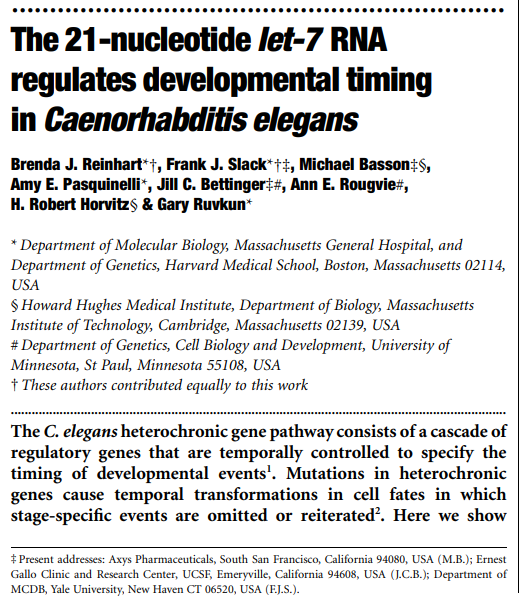 The 21-nucleotide let-7 RNA
regulates developmental timing
in Caenorhabditis elegans
Brenda J. Reinhart*†, Frank J. Slack*†‡, Michael Basson‡§,
Amy E. Pasquinelli*, Jill C. Bettinger‡#, Ann E. Rougvie#,
H. Robert Horvitz§ & Gary Ruvkun*
* Department of Molecular Biology, Massachusetts General Hospital, and
Department of Genetics, Harvard Medical School, Boston, Massachusetts 02114,
USA
§ Howard Hughes Medical Institute, Department of Biology, Massachusetts
Institute of Technology, Cambridge, Massachusetts 02139, USA
# Department of Genetics, Cell Biology and Development, University of
Minnesota, St Paul, Minnesota 55108, USA
† These authors contributed equally to this work
The C. elegans heterochronic gene pathway consists of a cascade of
regulatory genes that are temporally controlled to specify the
timing of developmental events¹. Mutations in heterochronic
genes cause temporal transformations in cell fates in which
stage-specific events are omitted or reiterated². Here we show
‡ Present addresses: Axys Pharmaceuticals, South San Francisco, California 94080, USA (M.B.); Ernest
Gallo Clinic and Research Center, UCSF, Emeryville, California 94608, USA (J.C.B.); Department of
MCDB, Yale University, New Haven CT 06520, USA (F.J.S.).